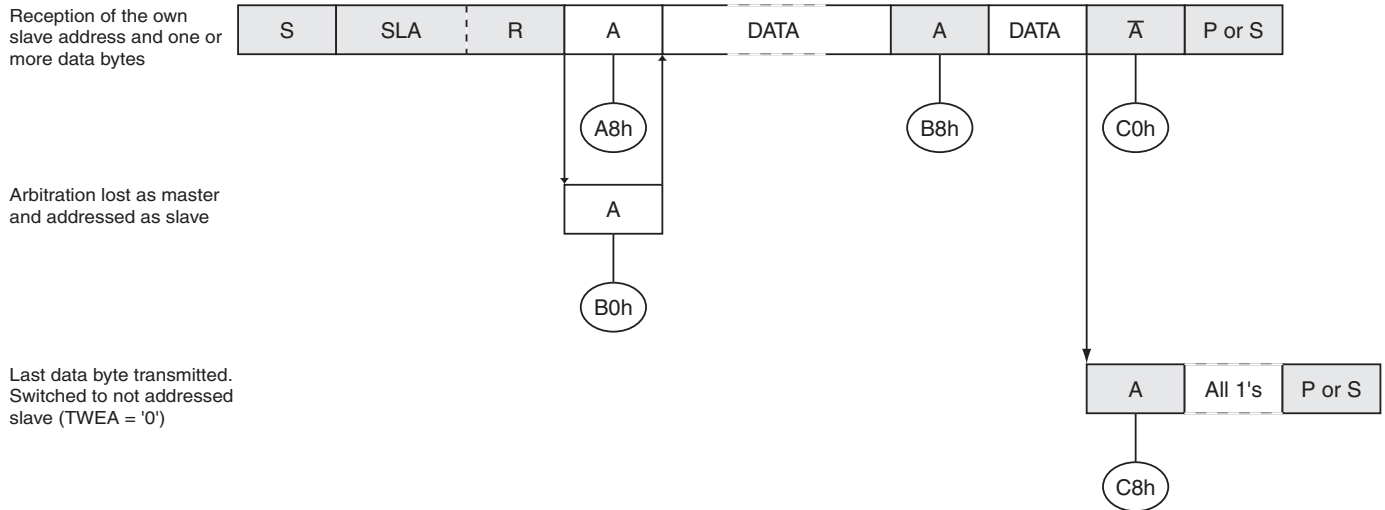 Reception of the own
slave address and one or
more data bytes
S SLA R A DATA A DATA A̅ P or S
A8h B8h C0h
Arbitration lost as master
and addressed as slave
A
B0h
Last data byte transmitted.
Switched to not addressed
slave (TWEA = '0')
A All 1's P or S
C8h